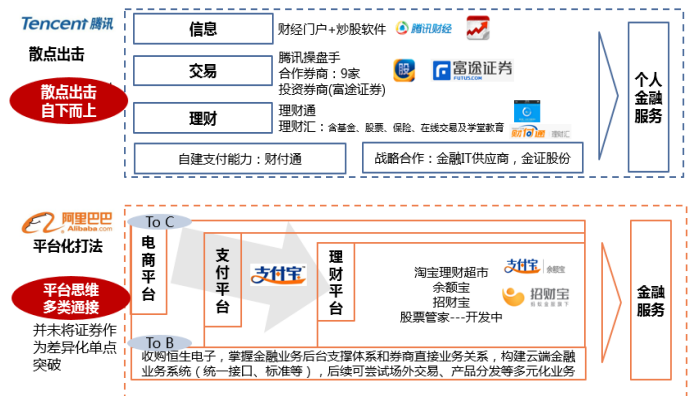 Tencent 腾讯
散点出击
散点出击
自下而上
信息
财经门户+炒股软件
腾讯财经
交易
腾讯操盘手
合作券商：9家
投资券商(富途证券)
股
富途证券
FUTU5.COM
理财
理财通
理财汇：含基金、股票、保险、在线交易及学堂教育
财付通
理财汇
自建支付能力：财付通
战略合作：金融IT供应商，金证股份
个人
金融
服务
阿里巴巴
Alibaba.com
平台化打法
平台思维
多类通接
并未将证券作
为差异化单点
突破
To C
电商平台
支付平台
支付宝
理财平台
淘宝理财超市
余额宝
招财宝
股票管家---开发中
支付宝
余额宝
招财宝
To B
收购恒生电子，掌握金融业务后台支撑体系和券商直接业务关系，构建云端金融
业务系统（统一接口、标准等），后续可尝试场外交易、产品分发等多元化业务
金融
服务